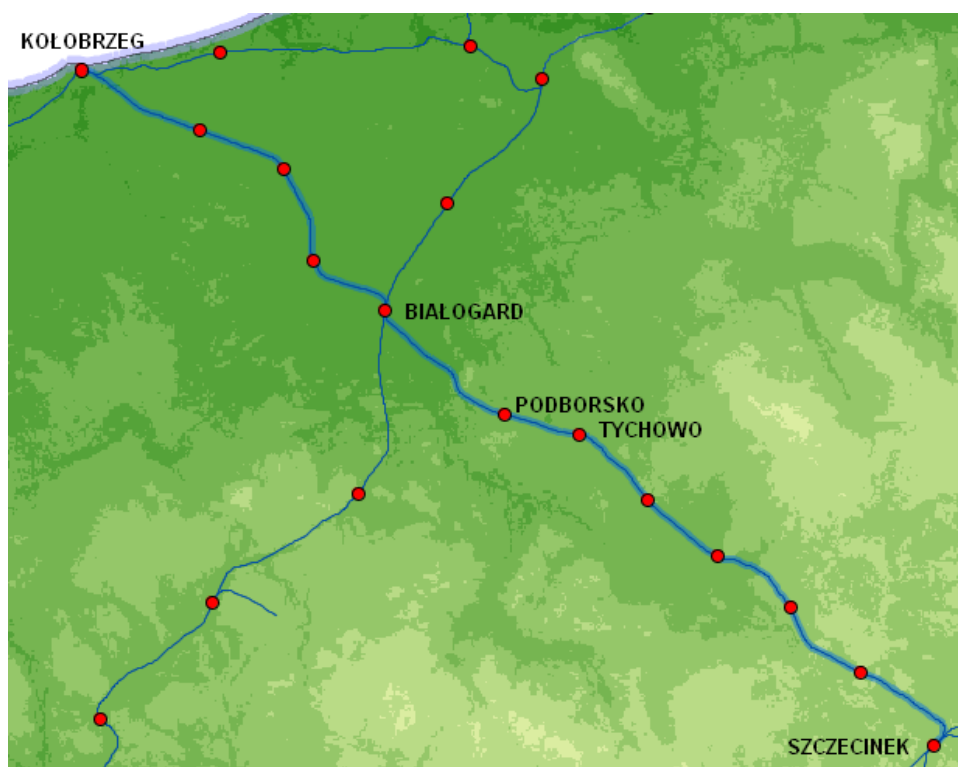 KOŁOBRZEG
BIAŁOGARD
PODBORSKO
TYCHOWO
SZCZECINEK